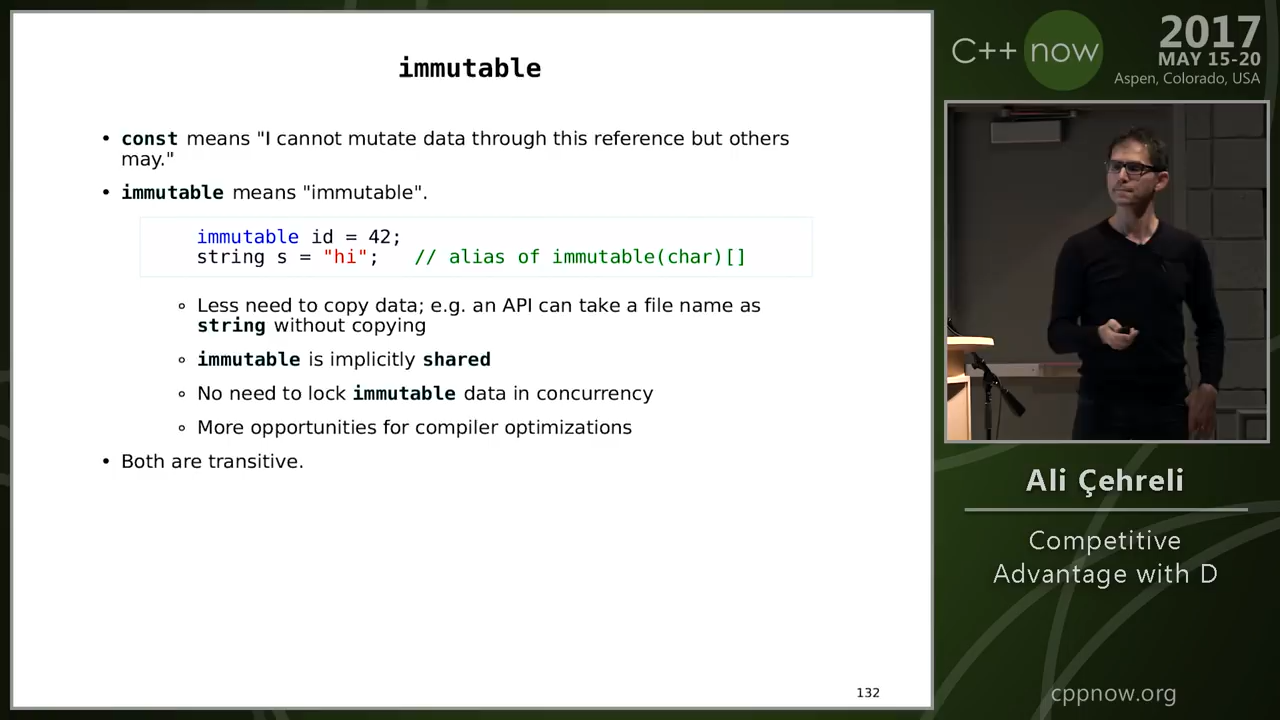 immutable
• const means "I cannot mutate data through this reference but others
may."
• immutable means "immutable".
immutable id = 42;
string s = "hi";   // alias of immutable(char)[]
◦ Less need to copy data; e.g. an API can take a file name as
string without copying
◦ immutable is implicitly shared
◦ No need to lock immutable data in concurrency
◦ More opportunities for compiler optimizations
• Both are transitive.
132
C++ now
2017
MAY 15-20
Aspen, Colorado, USA
Ali Çehreli
Competitive
Advantage with D
cppnow.org